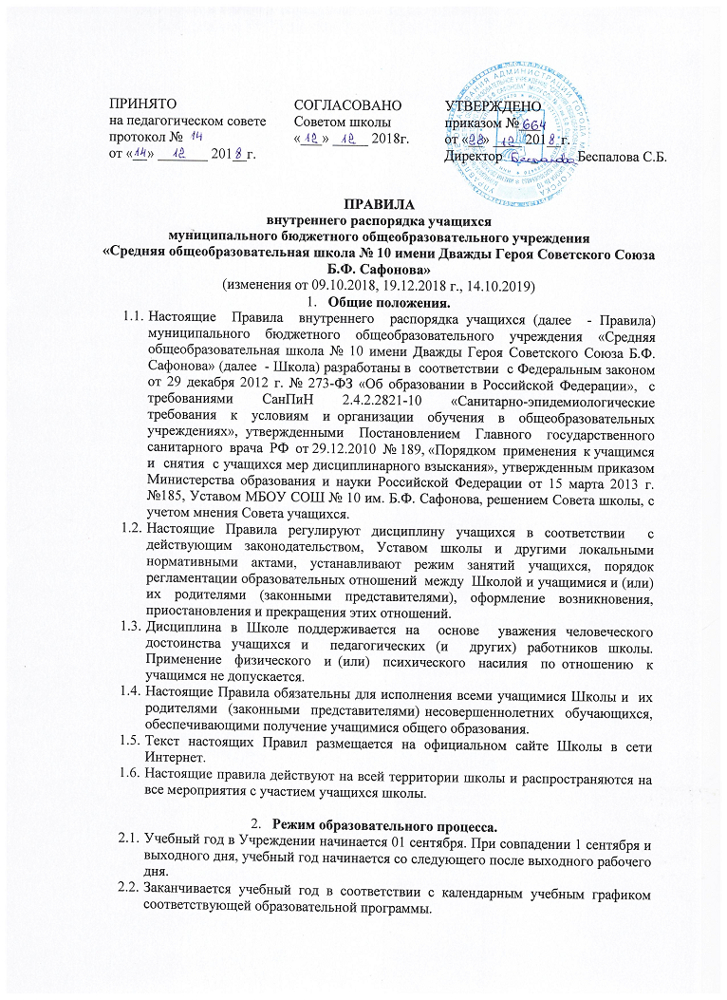 ПРИНЯТО
на педагогическом совете
протокол № 14
от «14» 12 2018 г.
СОГЛАСОВАНО
Советом школы
«12» 12 2018г.
УТВЕРЖДЕНО
приказом № 664
от «28» 12 2018 г.
Директор Беспалова С.Б.
ПРАВИЛА
внутреннего распорядка учащихся
муниципального бюджетного общеобразовательного учреждения
«Средняя общеобразовательная школа № 10 имени Дважды Героя Советского Союза
Б.Ф. Сафонова»
(изменения от 09.10.2018, 19.12.2018 г., 14.10.2019)
1. Общие положения.
1.1. Настоящие Правила внутреннего распорядка учащихся (далее - Правила)
муниципального бюджетного общеобразовательного учреждения «Средняя
общеобразовательная школа № 10 имени Дважды Героя Советского Союза Б.Ф.
Сафонова» (далее - Школа) разработаны в соответствии с Федеральным законом
от 29 декабря 2012 г. № 273-ФЗ «Об образовании в Российской Федерации», с
требованиями СанПиН 2.4.2.2821-10 «Санитарно-эпидемиологические
требования к условиям и организации обучения в общеобразовательных
учреждениях», утвержденными Постановлением Главного государственного
санитарного врача РФ от 29.12.2010 № 189, «Порядком применения к учащимся
и снятия с учащихся мер дисциплинарного взыскания», утвержденным приказом
Министерства образования и науки Российской Федерации от 15 марта 2013 г.
№185, Уставом МБОУ СОШ № 10 им. Б.Ф. Сафонова, решением Совета школы, с
учетом мнения Совета учащихся.
1.2. Настоящие Правила регулируют дисциплину учащихся в соответствии с
действующим законодательством, Уставом школы и другими локальными
нормативными актами, устанавливают режим занятий учащихся, порядок
регламентации образовательных отношений между Школой и учащимися и (или)
их родителями (законными представителями), оформление возникновения,
приостановления и прекращения этих отношений.
1.3. Дисциплина в Школе поддерживается на основе уважения человеческого
достоинства учащихся и педагогических (и других) работников школы.
Применение физического и (или) психического насилия по отношению к
учащимся не допускается.
1.4. Настоящие Правила обязательны для исполнения всеми учащимися Школы и их
родителями (законными представителями) несовершеннолетних обучающихся,
обеспечивающими получение учащимися общего образования.
1.5. Текст настоящих Правил размещается на официальном сайте Школы в сети
Интернет.
1.6. Настоящие правила действуют на всей территории школы и распространяются на
все мероприятия с участием учащихся школы.
2. Режим образовательного процесса.
2.1. Учебный год в Учреждении начинается 01 сентября. При совпадении 1 сентября и
выходного дня, учебный год начинается со следующего после выходного рабочего
дня.
2.2. Заканчивается учебный год в соответствии с календарным учебным графиком
соответствующей образовательной программы.